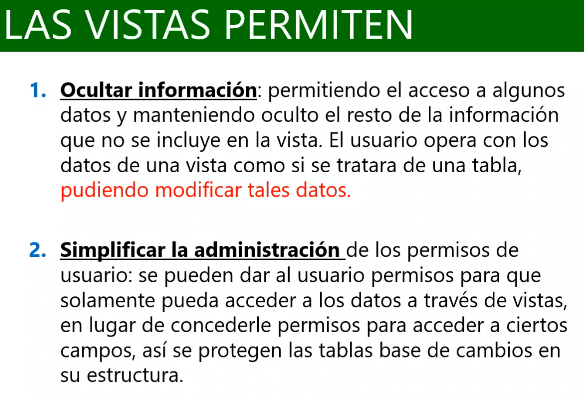 LAS VISTAS PERMITEN
1. Ocultar información: permitiendo el acceso a algunos
datos y manteniendo oculto el resto de la información
que no se incluye en la vista. El usuario opera con los
datos de una vista como si se tratara de una tabla,
pudiendo modificar tales datos.
2. Simplificar la administración de los permisos de
usuario: se pueden dar al usuario permisos para que
solamente pueda acceder a los datos a través de vistas,
en lugar de concederle permisos para acceder a ciertos
campos, así se protegen las tablas base de cambios en
su estructura.